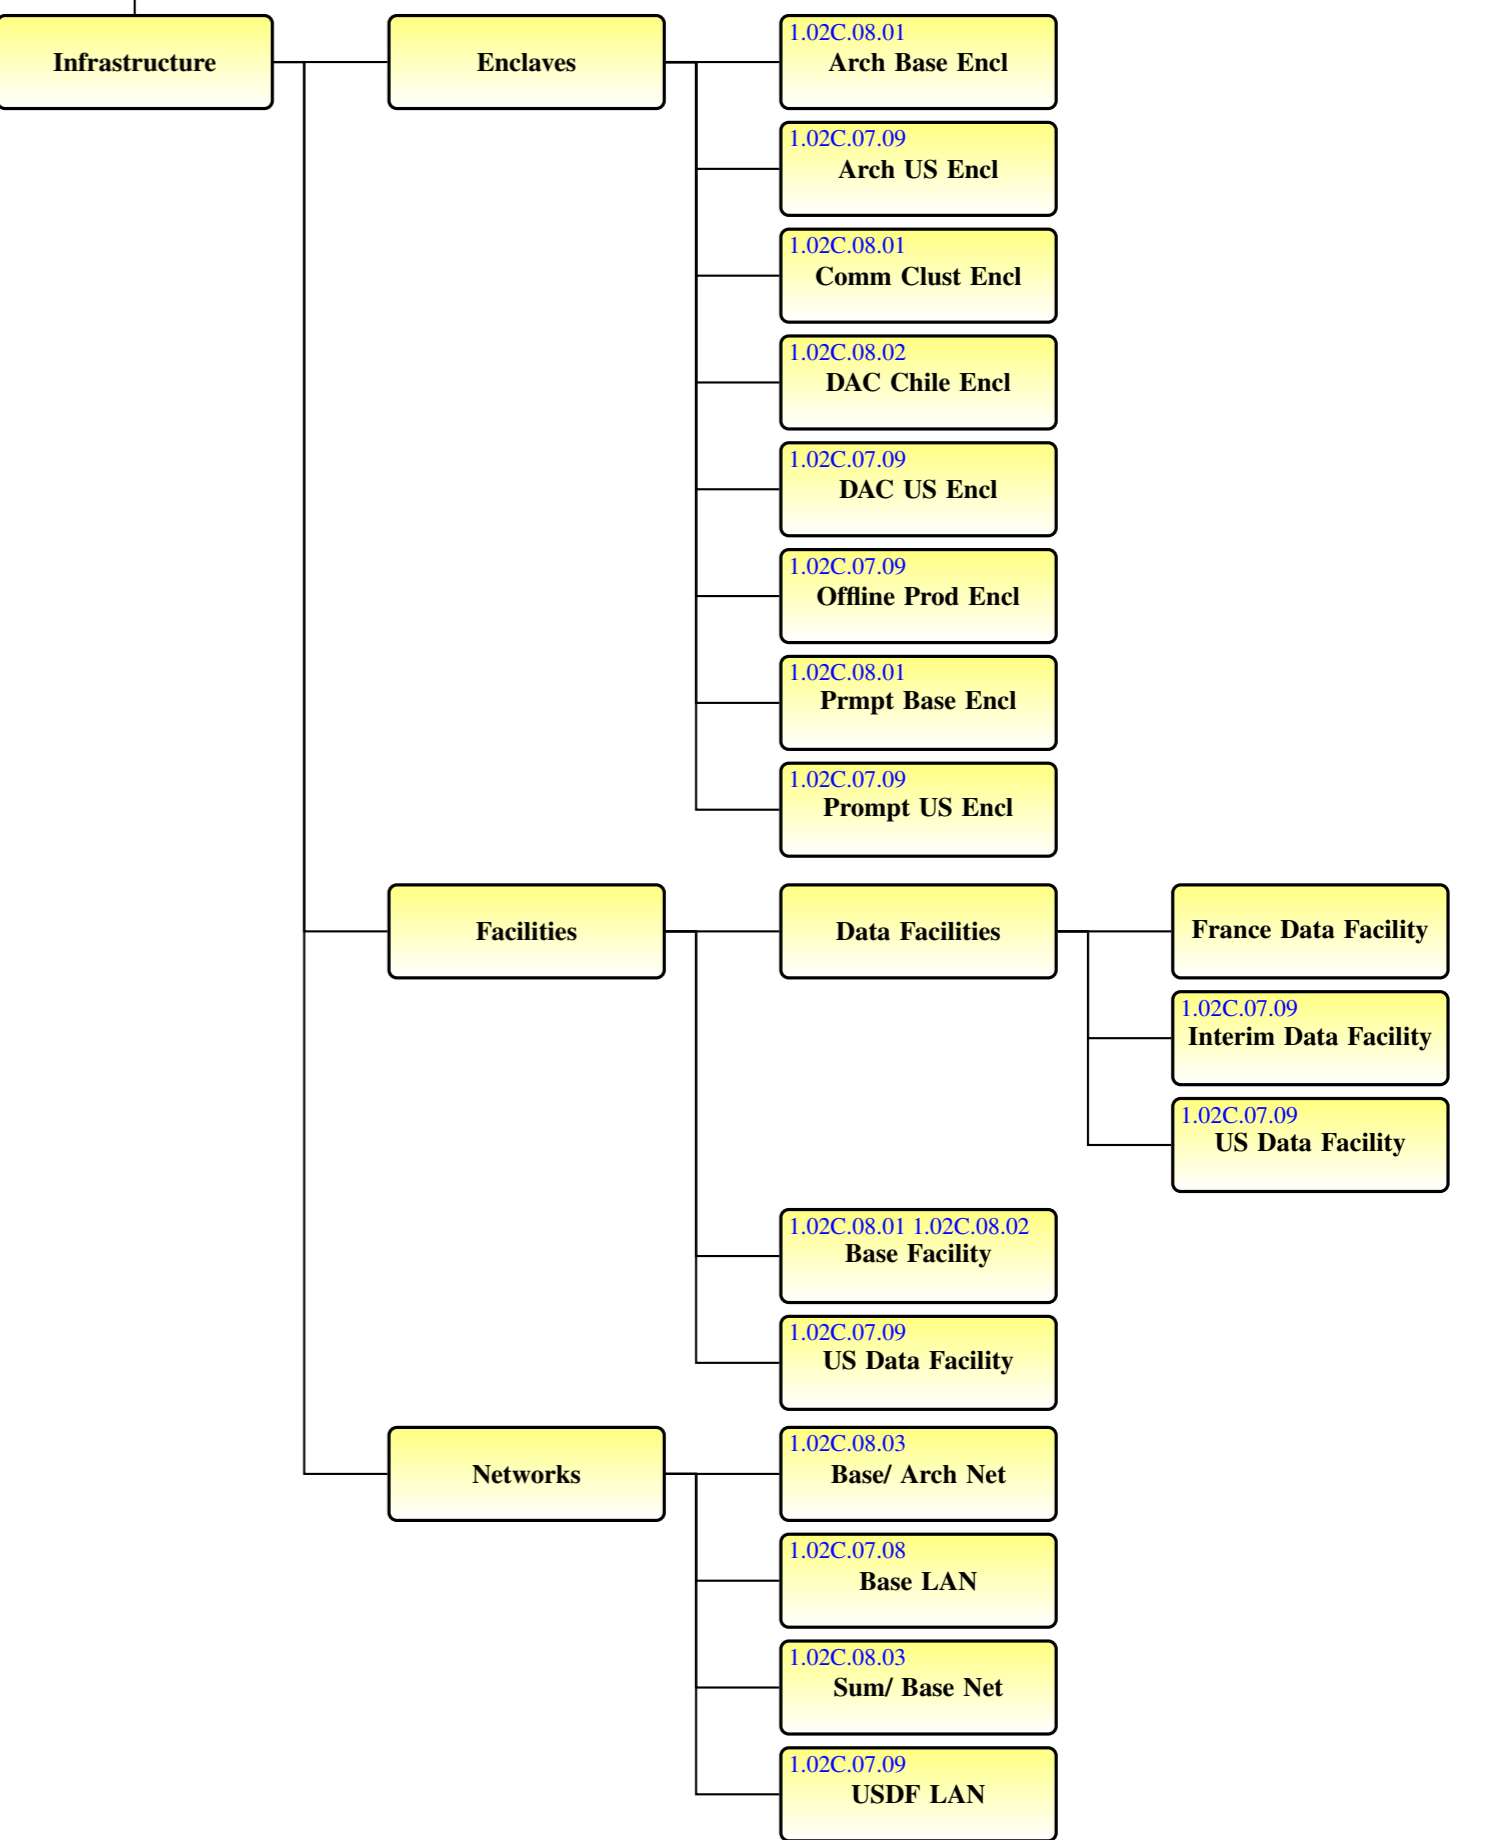 Infrastructure
Enclaves
1.02C.08.01
Arch Base Encl
1.02C.07.09
Arch US Encl
1.02C.08.01
Comm Clust Encl
1.02C.08.02
DAC Chile Encl
1.02C.07.09
DAC US Encl
1.02C.07.09
Offline Prod Encl
1.02C.08.01
Prmpt Base Encl
1.02C.07.09
Prompt US Encl
Facilities
Data Facilities
France Data Facility
1.02C.07.09
Interim Data Facility
1.02C.07.09
US Data Facility
1.02C.08.01 1.02C.08.02
Base Facility
1.02C.07.09
US Data Facility
Networks
1.02C.08.03
Base/ Arch Net
1.02C.07.08
Base LAN
1.02C.08.03
Sum/ Base Net
1.02C.07.09
USDF LAN